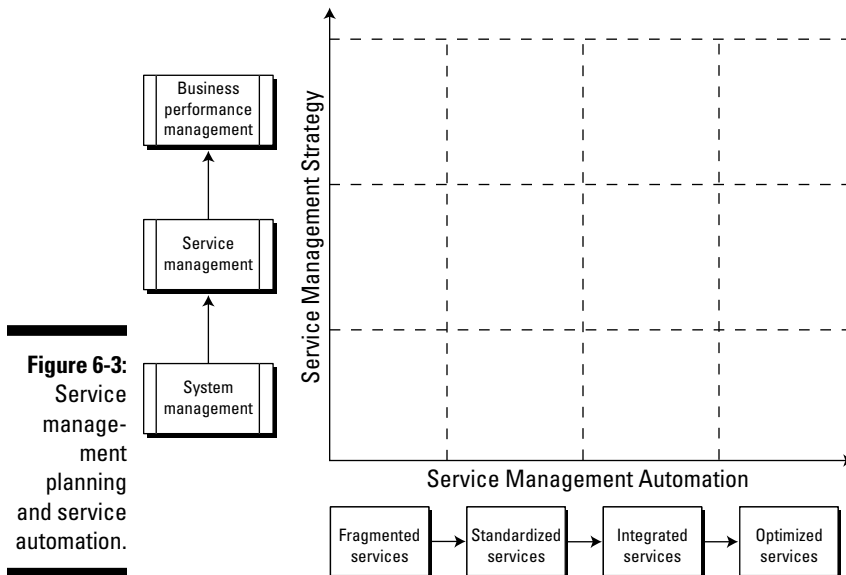 Business
performance
management
Service
management
System
management
Service Management Strategy
Service Management Automation
Fragmented
services
Standardized
services
Integrated
services
Optimized
services
Figure 6-3:
Service
manage-
ment
planning
and service
automation.